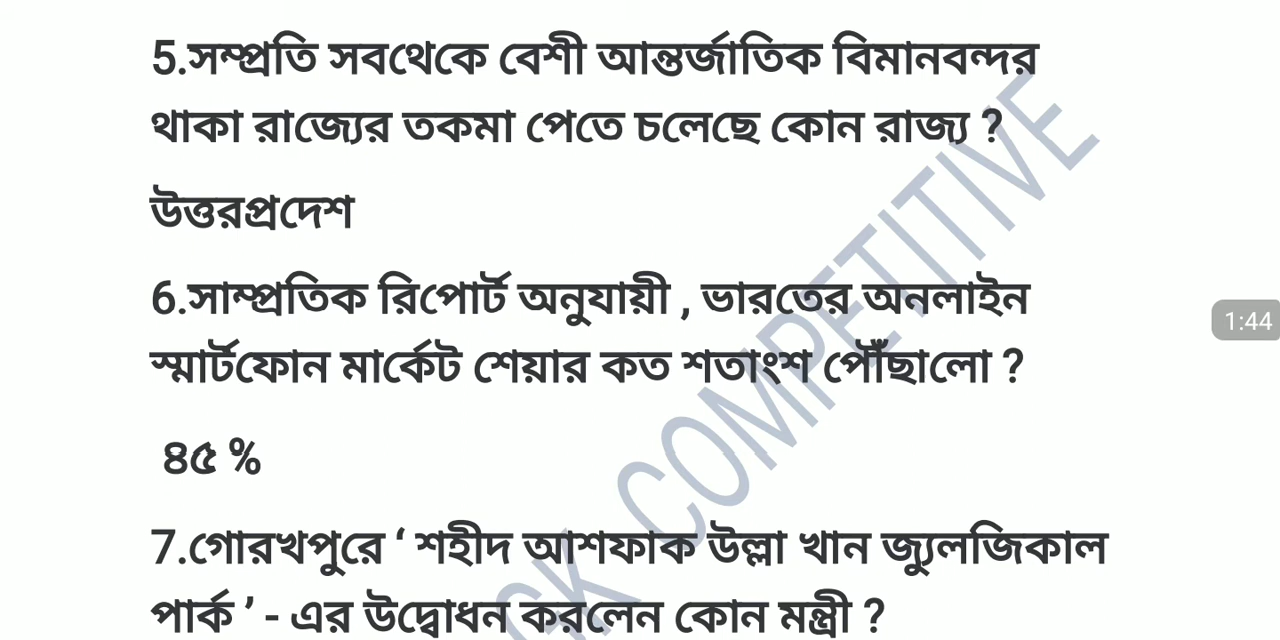 5.সম্প্রতি সবথেকে বেশী আন্তর্জাতিক বিমানবন্দর
থাকা রাজ্যের তকমা পেতে চলেছে কোন রাজ্য ?
উত্তরপ্রদেশ
6.সাম্প্রতিক রিপোর্ট অনুযায়ী , ভারতের অনলাইন
স্মার্টফোন মার্কেট শেয়ার কত শতাংশ পৌঁছালো ?
৪৫ %
7.গোরখপুরে ‘ শহীদ আশফাক উল্লা খান জ্যুলজিকাল
পার্ক ’ - এর উদ্বোধন করলেন কোন মন্ত্রী ?
GK COMPETITIVE
1:44